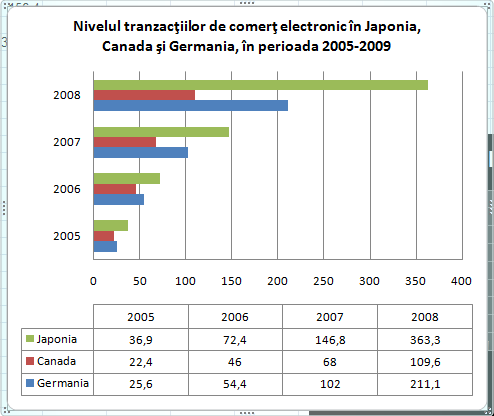 Nivelul tranzacţiilor de comerţ electronic în Japonia,
Canada şi Germania, în perioada 2005-2009
2008
2007
2006
2005
0 50 100 150 200 250 300 350 400
2005 2006 2007 2008
Japonia 36,9 72,4 146,8 363,3
Canada 22,4 46 68 109,6
Germania 25,6 54,4 102 211,1